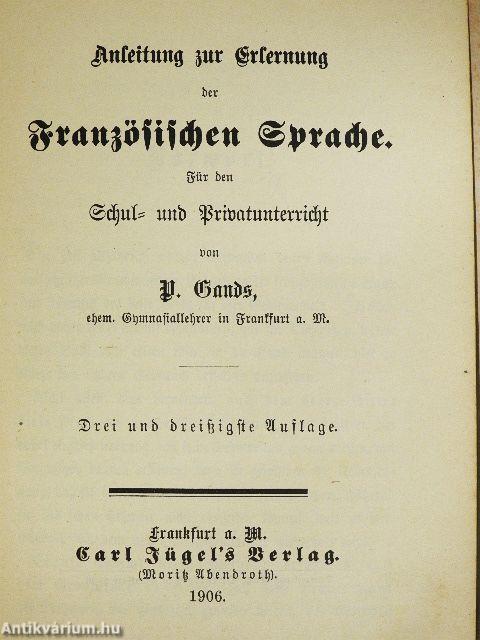 Anleitung zur Erlernung
der
Französischen Sprache.
Für den
Schul- und Privatunterricht
von
P. Gands,
ehem. Gymnasiallehrer in Frankfurt a. M.
Drei und dreißigste Auflage.
Frankfurt a. M.
Carl Jügel's Verlag.
(Moritz Abendroth).
1906.
Antikvárium.hu